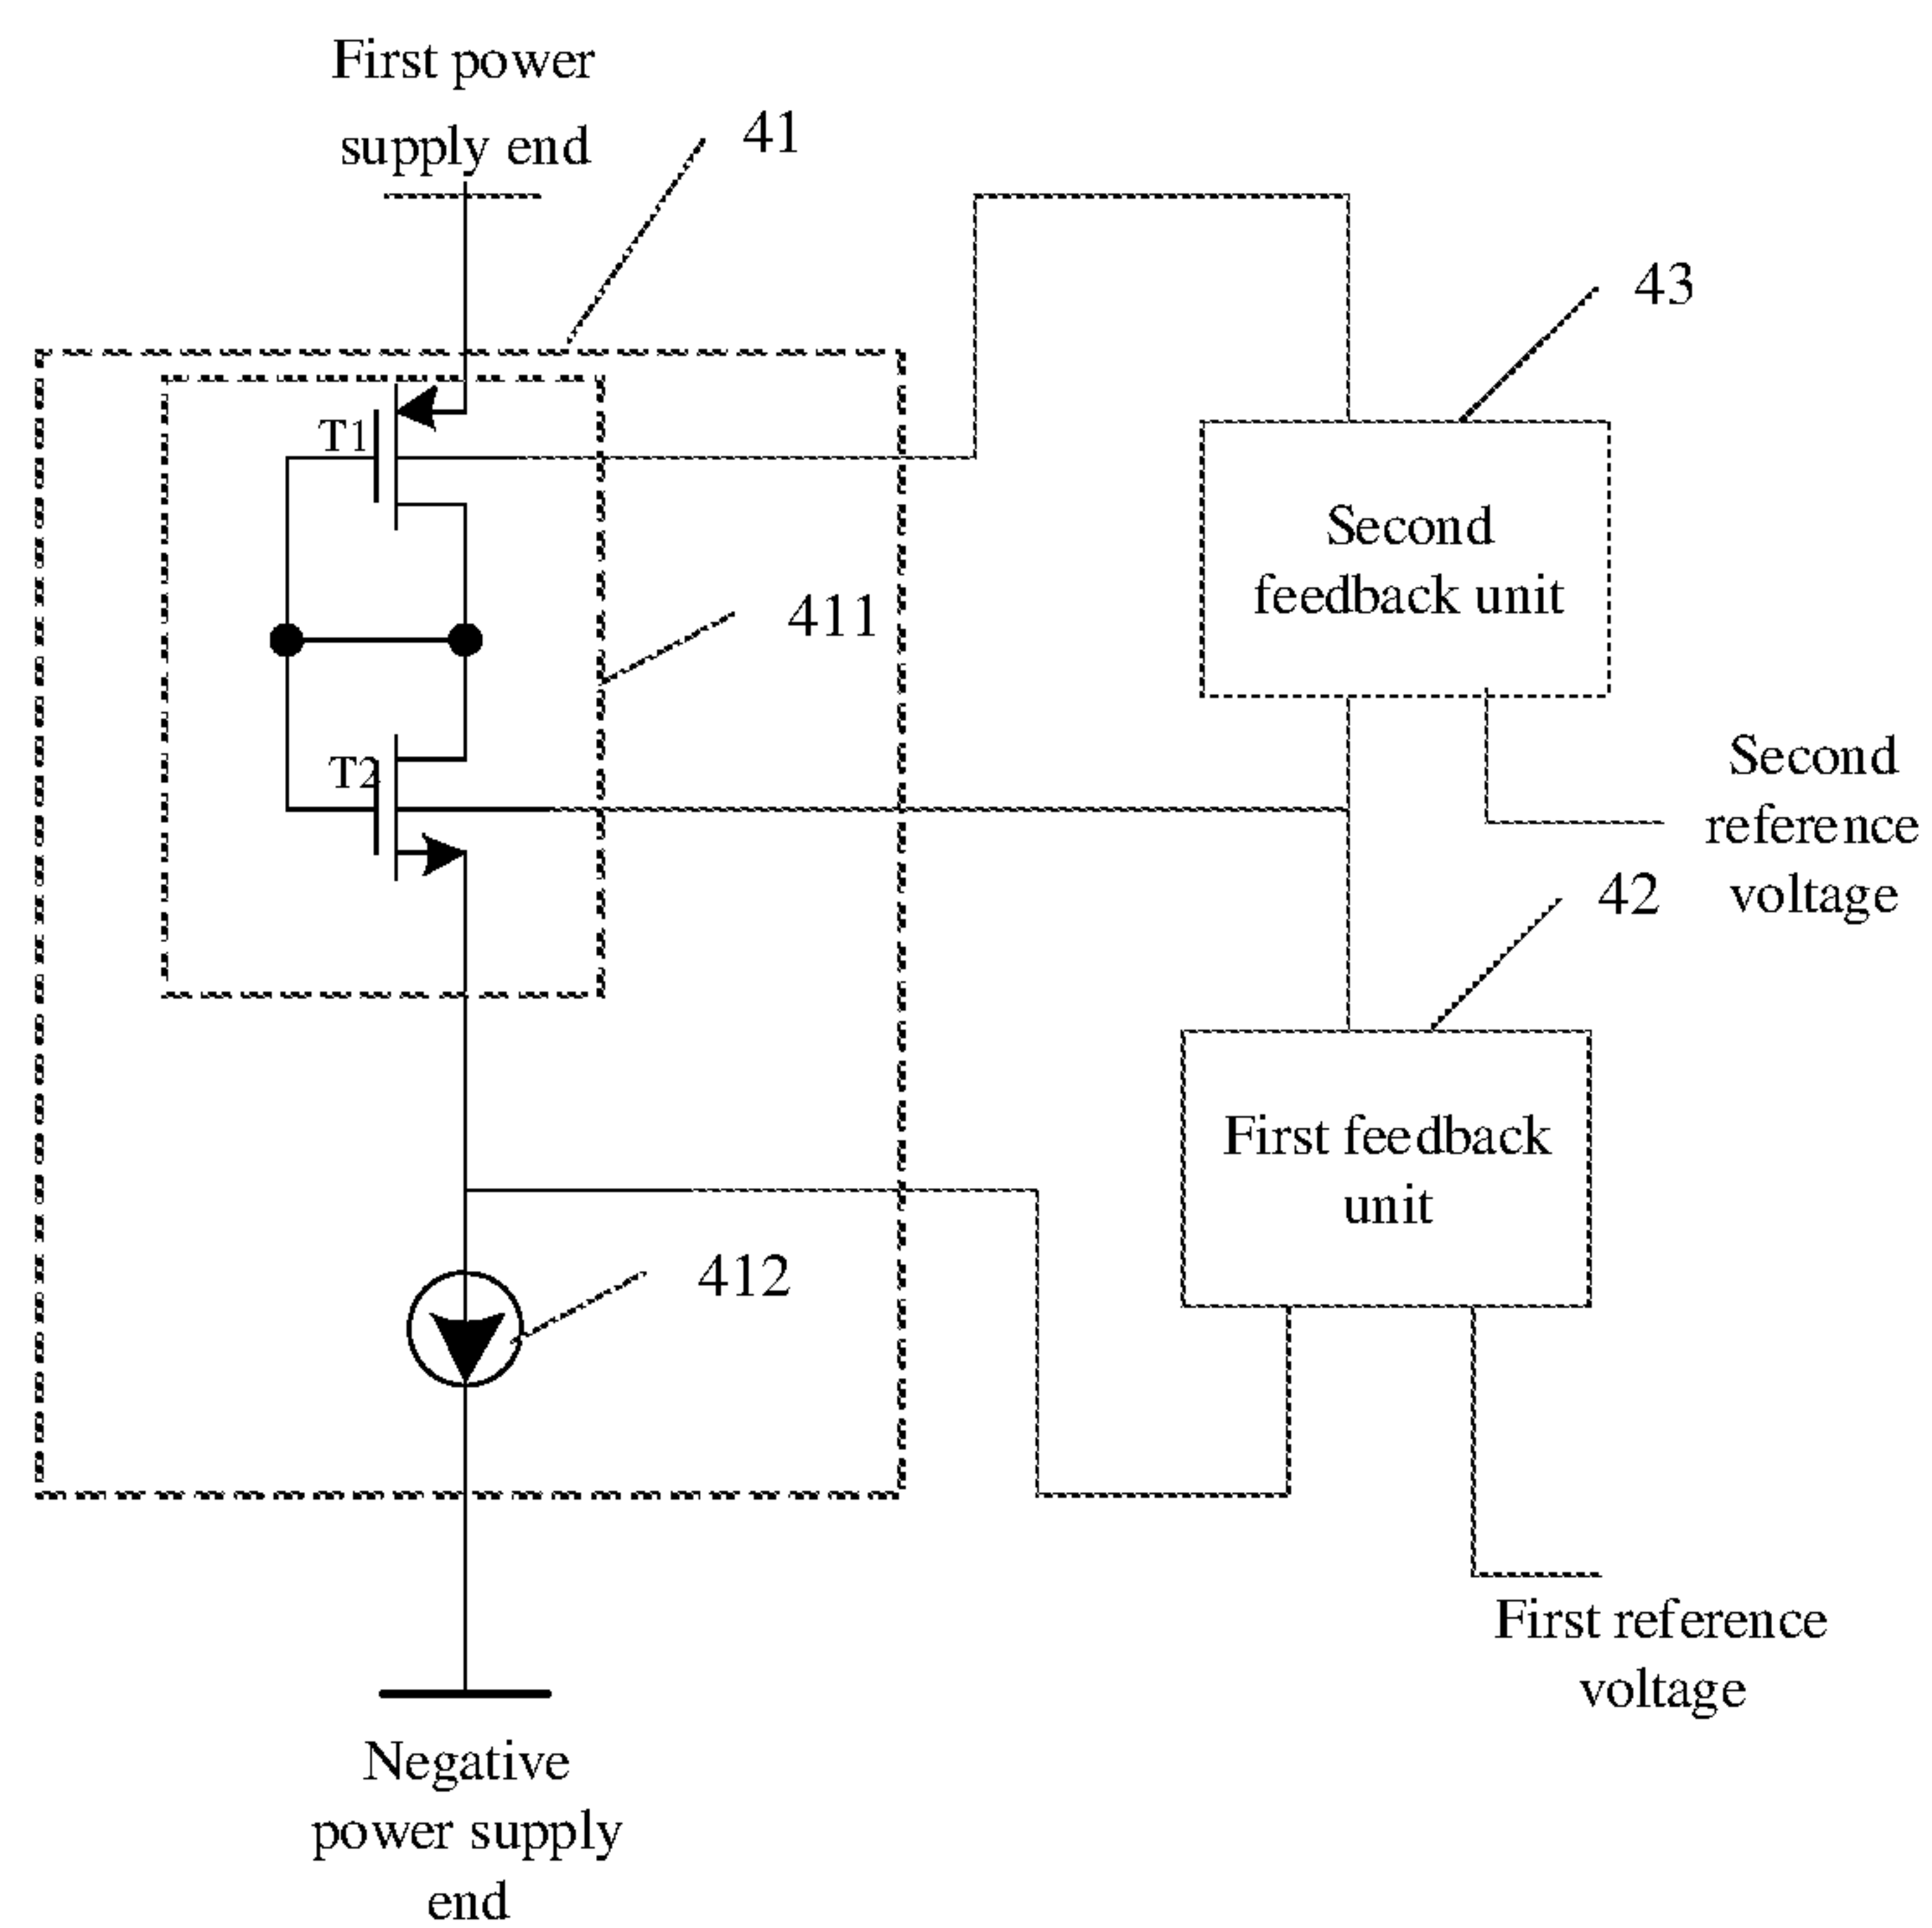 First power
supply end
41
43
T1
Second
feedback unit
411
T2
Second
reference
voltage
42
First feedback
unit
412
First reference
voltage
Negative
power supply
end